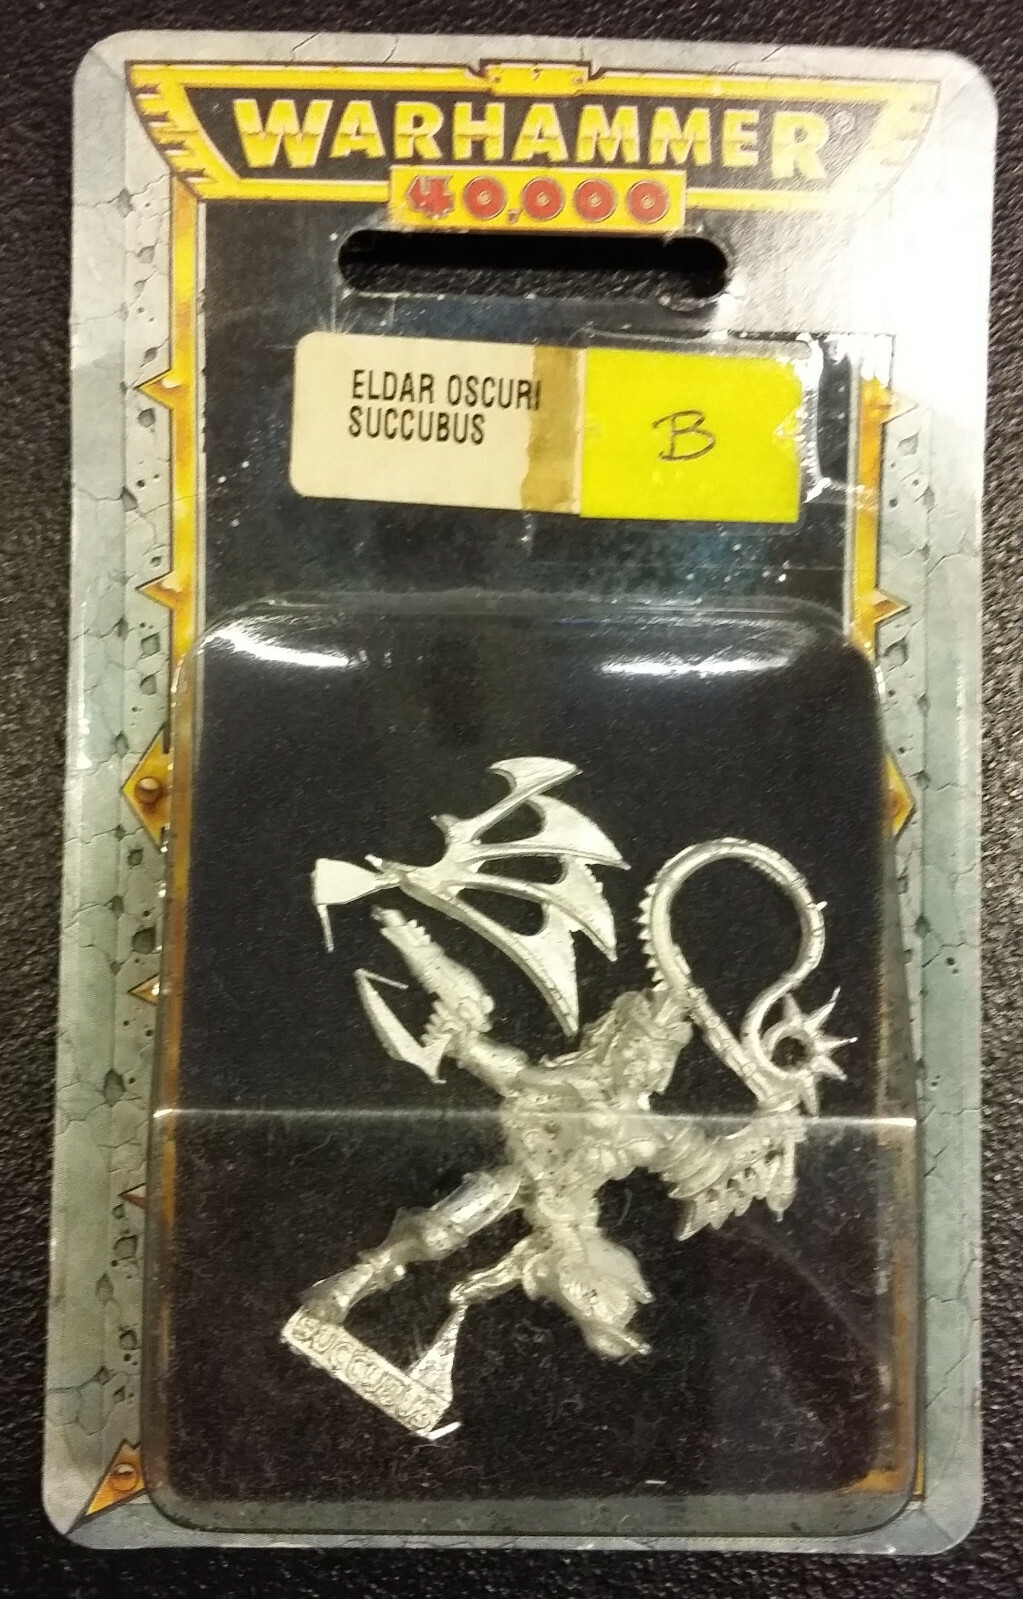 WARHAMMER®
40,000
ELDAR OSCURI
SUCCUBUS
B
SUCCUBUS